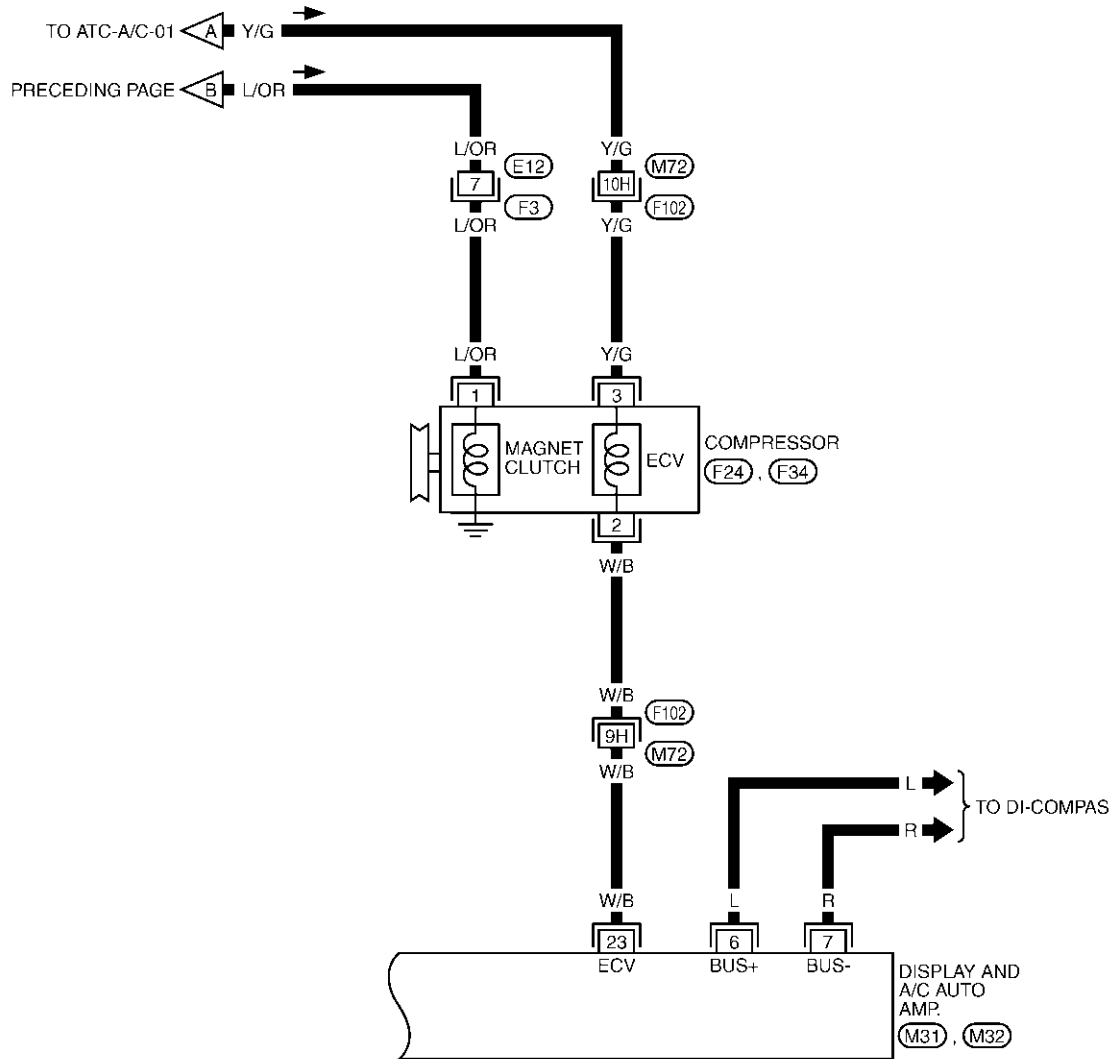 TO ATC-A/C-01 A Y/G
PRECEDING PAGE B L/OR
L/OR E12 Y/G M72
7 10H
F3 F102
L/OR Y/G
L/OR Y/G
1 3
MAGNET CLUTCH
ECV
COMPRESSOR
F24 , F34
2
W/B
W/B F102
9H
M72
W/B
L
R
TO DI-COMPAS
W/B L R
23 6 7
ECV BUS+ BUS-
DISPLAY AND
A/C AUTO
AMP.
M31 , M32